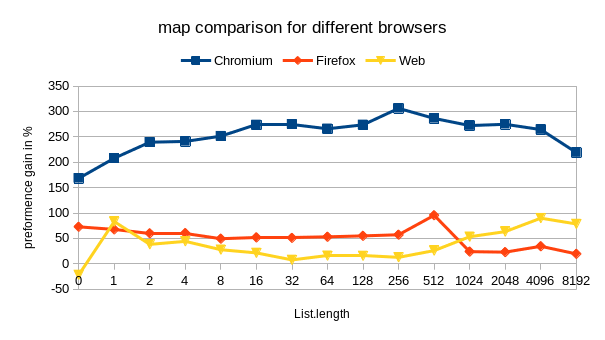 map comparison for different browsers
Chromium Firefox Web
350
300
250
200
150
100
50
0
-50
preformence gain in %
0 1 2 4 8 16 32 64 128 256 512 1024 2048 4096 8192
List.length